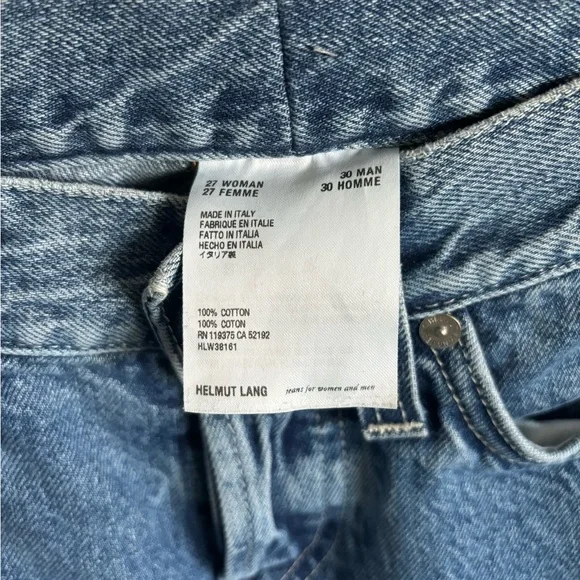 27 WOMAN 30 MAN
27 FEMME 30 HOMME
MADE IN ITALY
FABRIQUÉ EN ITALIE
FATTO IN ITALIA
HECHO EN ITALIA
イタリア製
100% COTTON
100% COTON
RN 119375 CA 52192
HLW38161
HELMUT LANG jeans for women and men